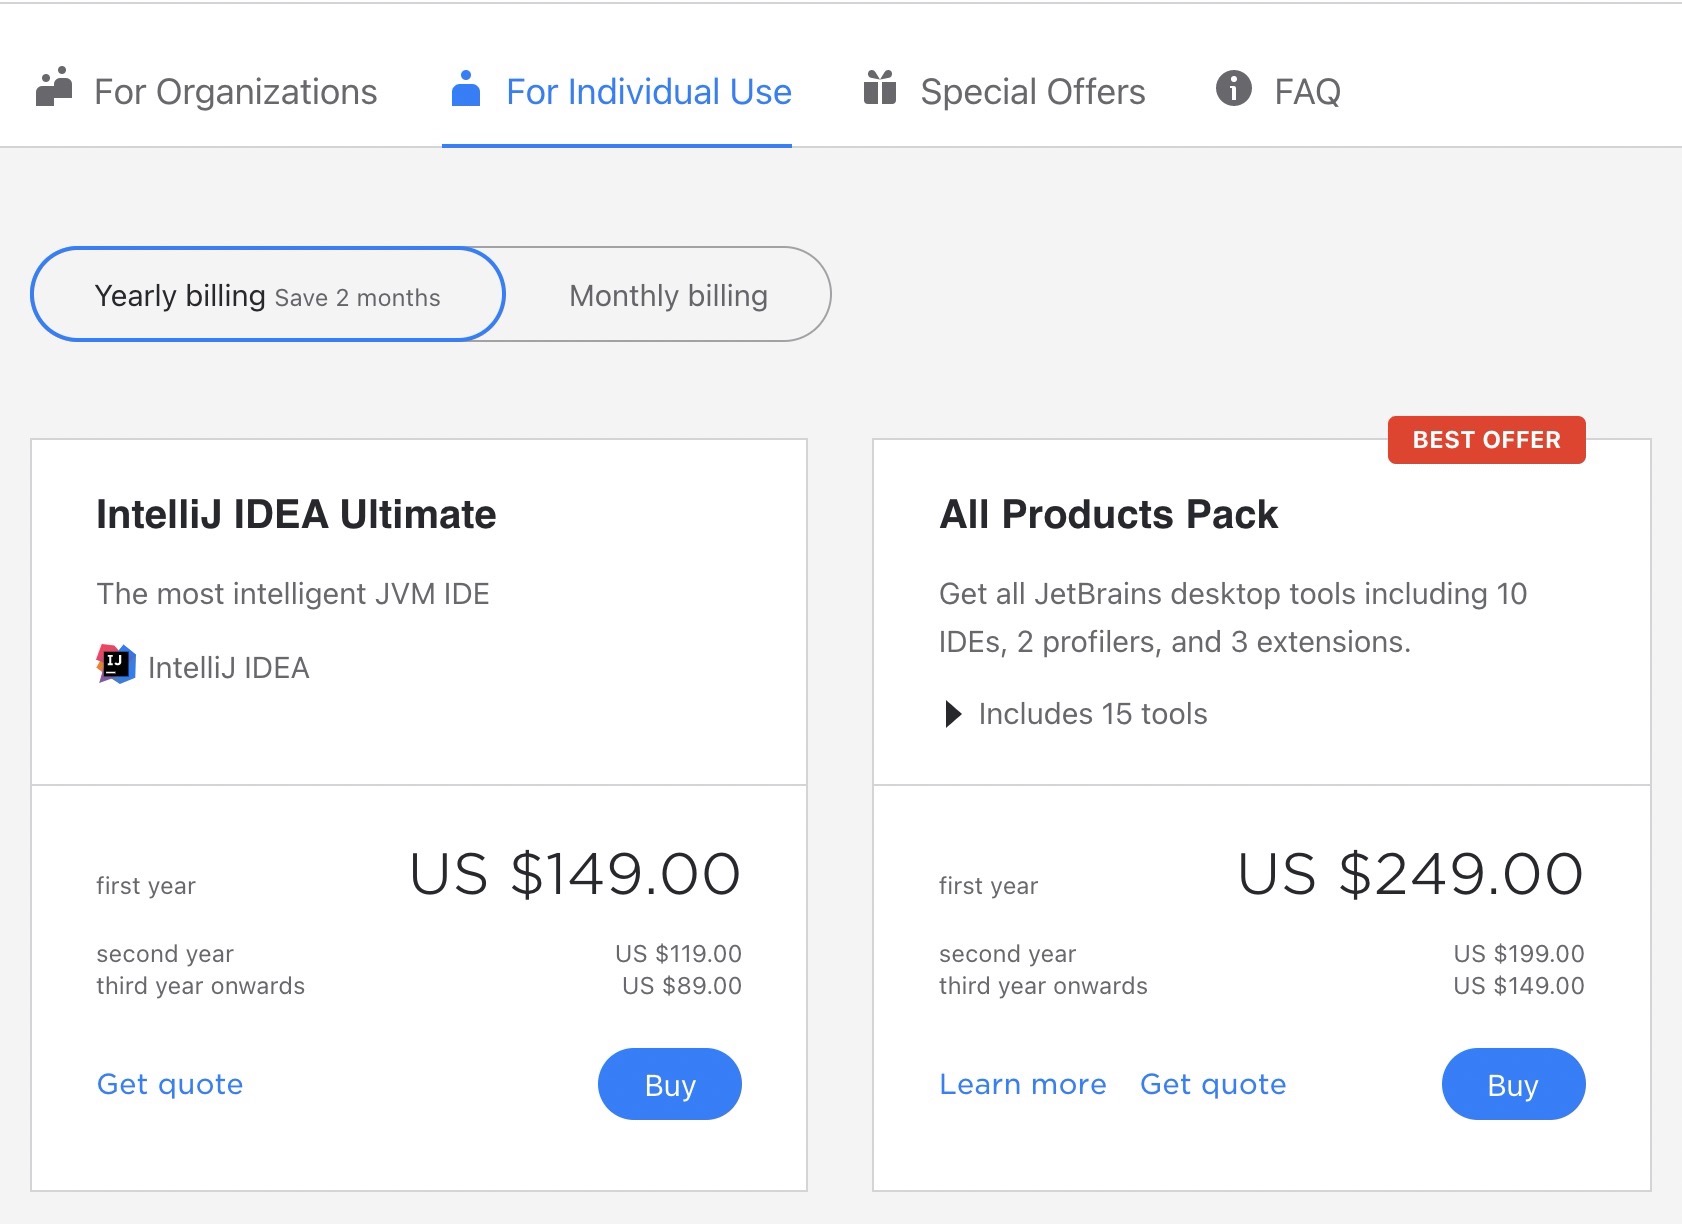 For Organizations
For Individual Use
Special Offers
FAQ
Yearly billing Save 2 months
Monthly billing
BEST OFFER
IntelliJ IDEA Ultimate
The most intelligent JVM IDE
IJ
IntelliJ IDEA
first year US $149.00
second year US $119.00
third year onwards US $89.00
Get quote
Buy
All Products Pack
Get all JetBrains desktop tools including 10
IDEs, 2 profilers, and 3 extensions.
Includes 15 tools
first year US $249.00
second year US $199.00
third year onwards US $149.00
Learn more
Get quote
Buy